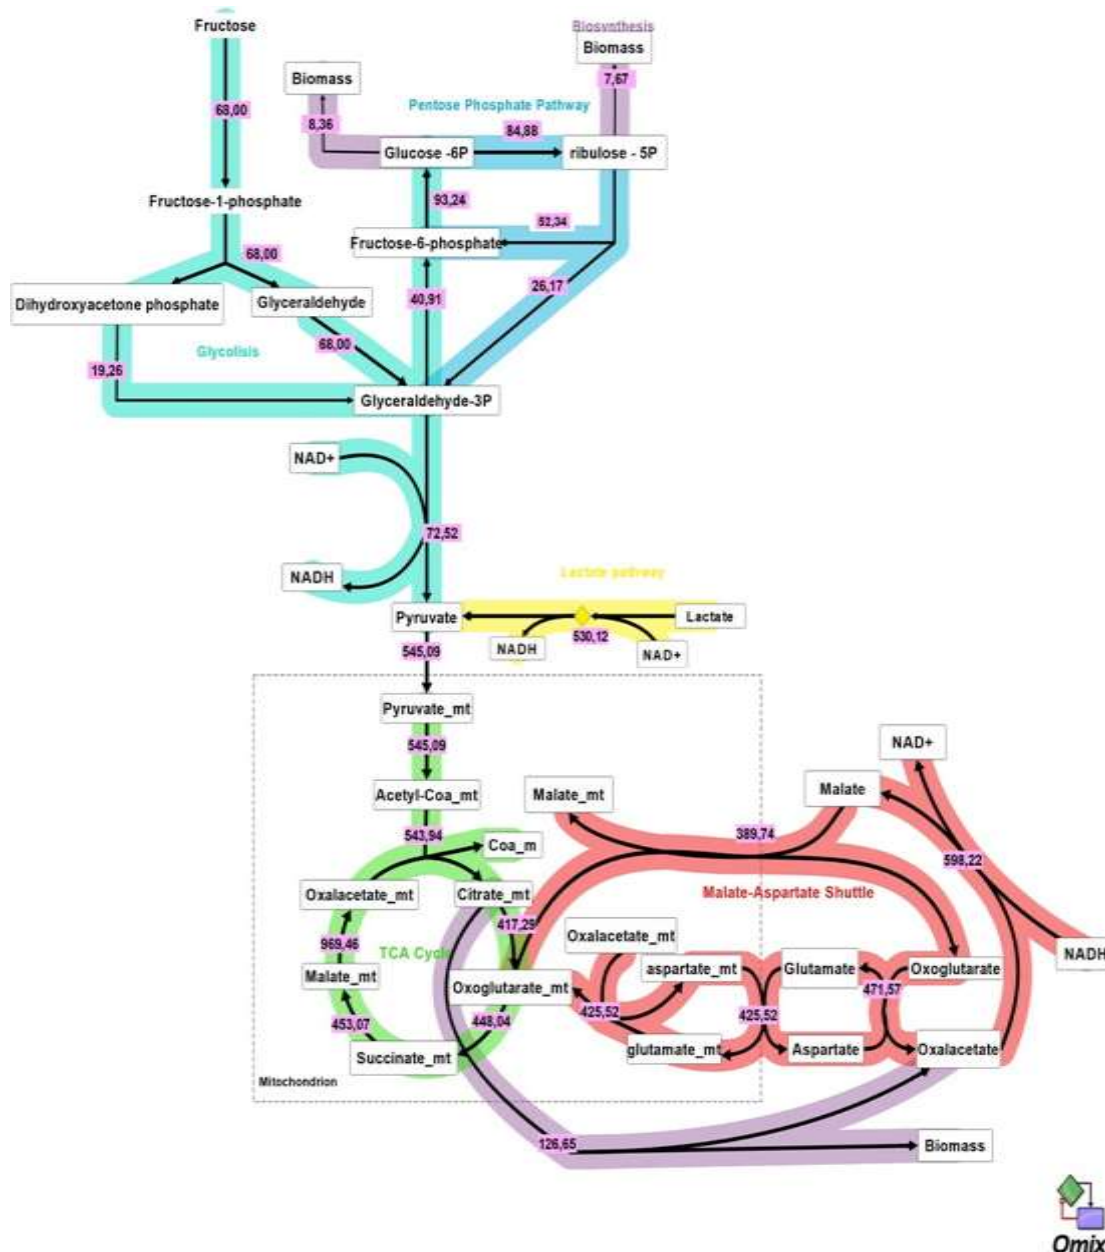 Fructose
Biosynthesis
Biomass
Biomass
7,67
68,00
Pentose Phosphate Pathway
8,36
84,88
Glucose -6P
ribulose - 5P
93,24
Fructose-1-phosphate
52,34
Fructose-6-phosphate
68,00
26,17
Dihydroxyacetone phosphate
Glyceraldehyde
40,91
68,00
Glycolisis
19,26
Glyceraldehyde-3P
NAD+
72,52
NADH
Lactate pathway
Pyruvate
Lactate
530,12
NADH
NAD+
545,09
Pyruvate_mt
545,09
NAD+
Acetyl-Coa_mt
Malate_mt
Malate
543,94
389,74
Coa_m
598,22
Oxalacetate_mt
Citrate_mt
Malate-Aspartate Shuttle
417,29
969,46
TCA Cycle
Oxalacetate_mt
NADH
Malate_mt
aspartate_mt
Glutamate
Oxoglutarate
Oxoglutarate_mt
471,57
453,07
448,04
425,52
425,52
Succinate_mt
glutamate_mt
Aspartate
Oxalacetate
Mitochondrion
126,65
Biomass
Omix